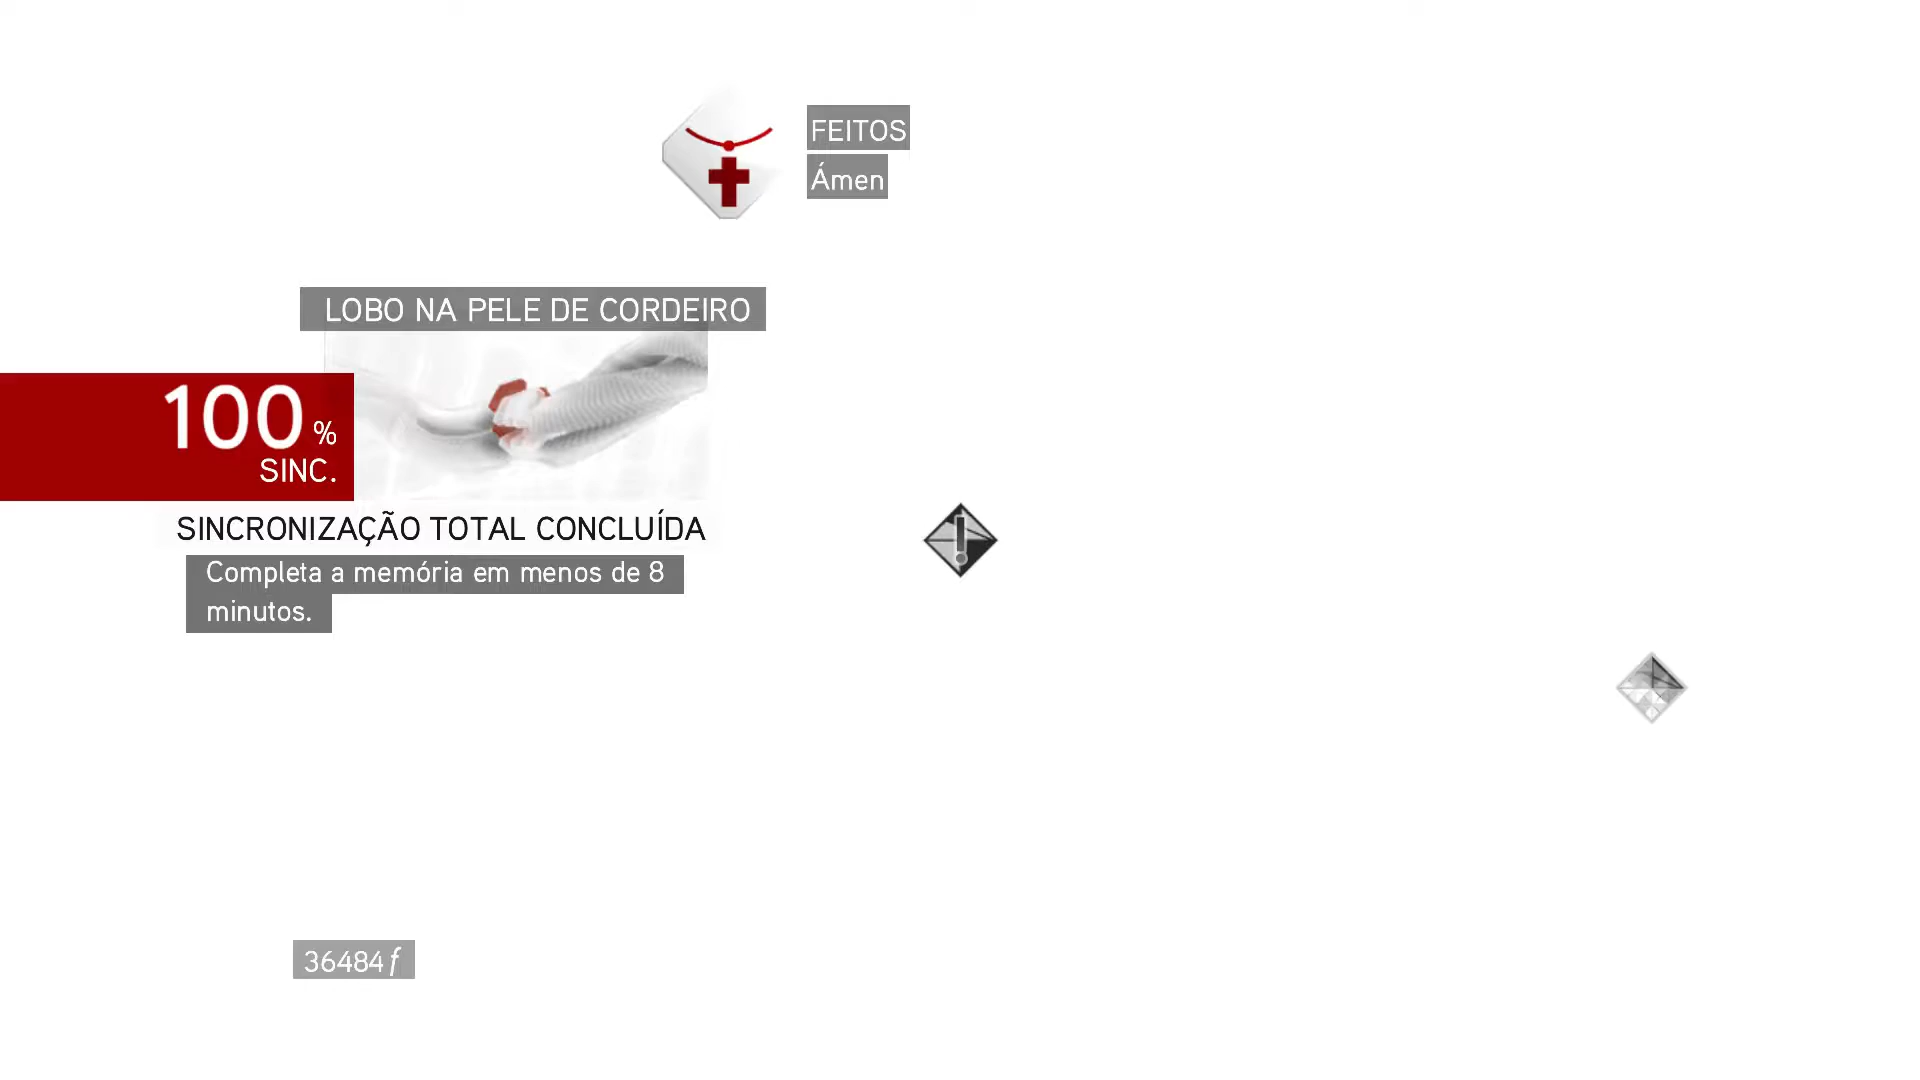 FEITOS
Ámen
LOBO NA PELE DE CORDEIRO
100 %
SINC.
SINCRONIZAÇÃO TOTAL CONCLUÍDA
Completa a memória em menos de 8
minutos.
36484 f